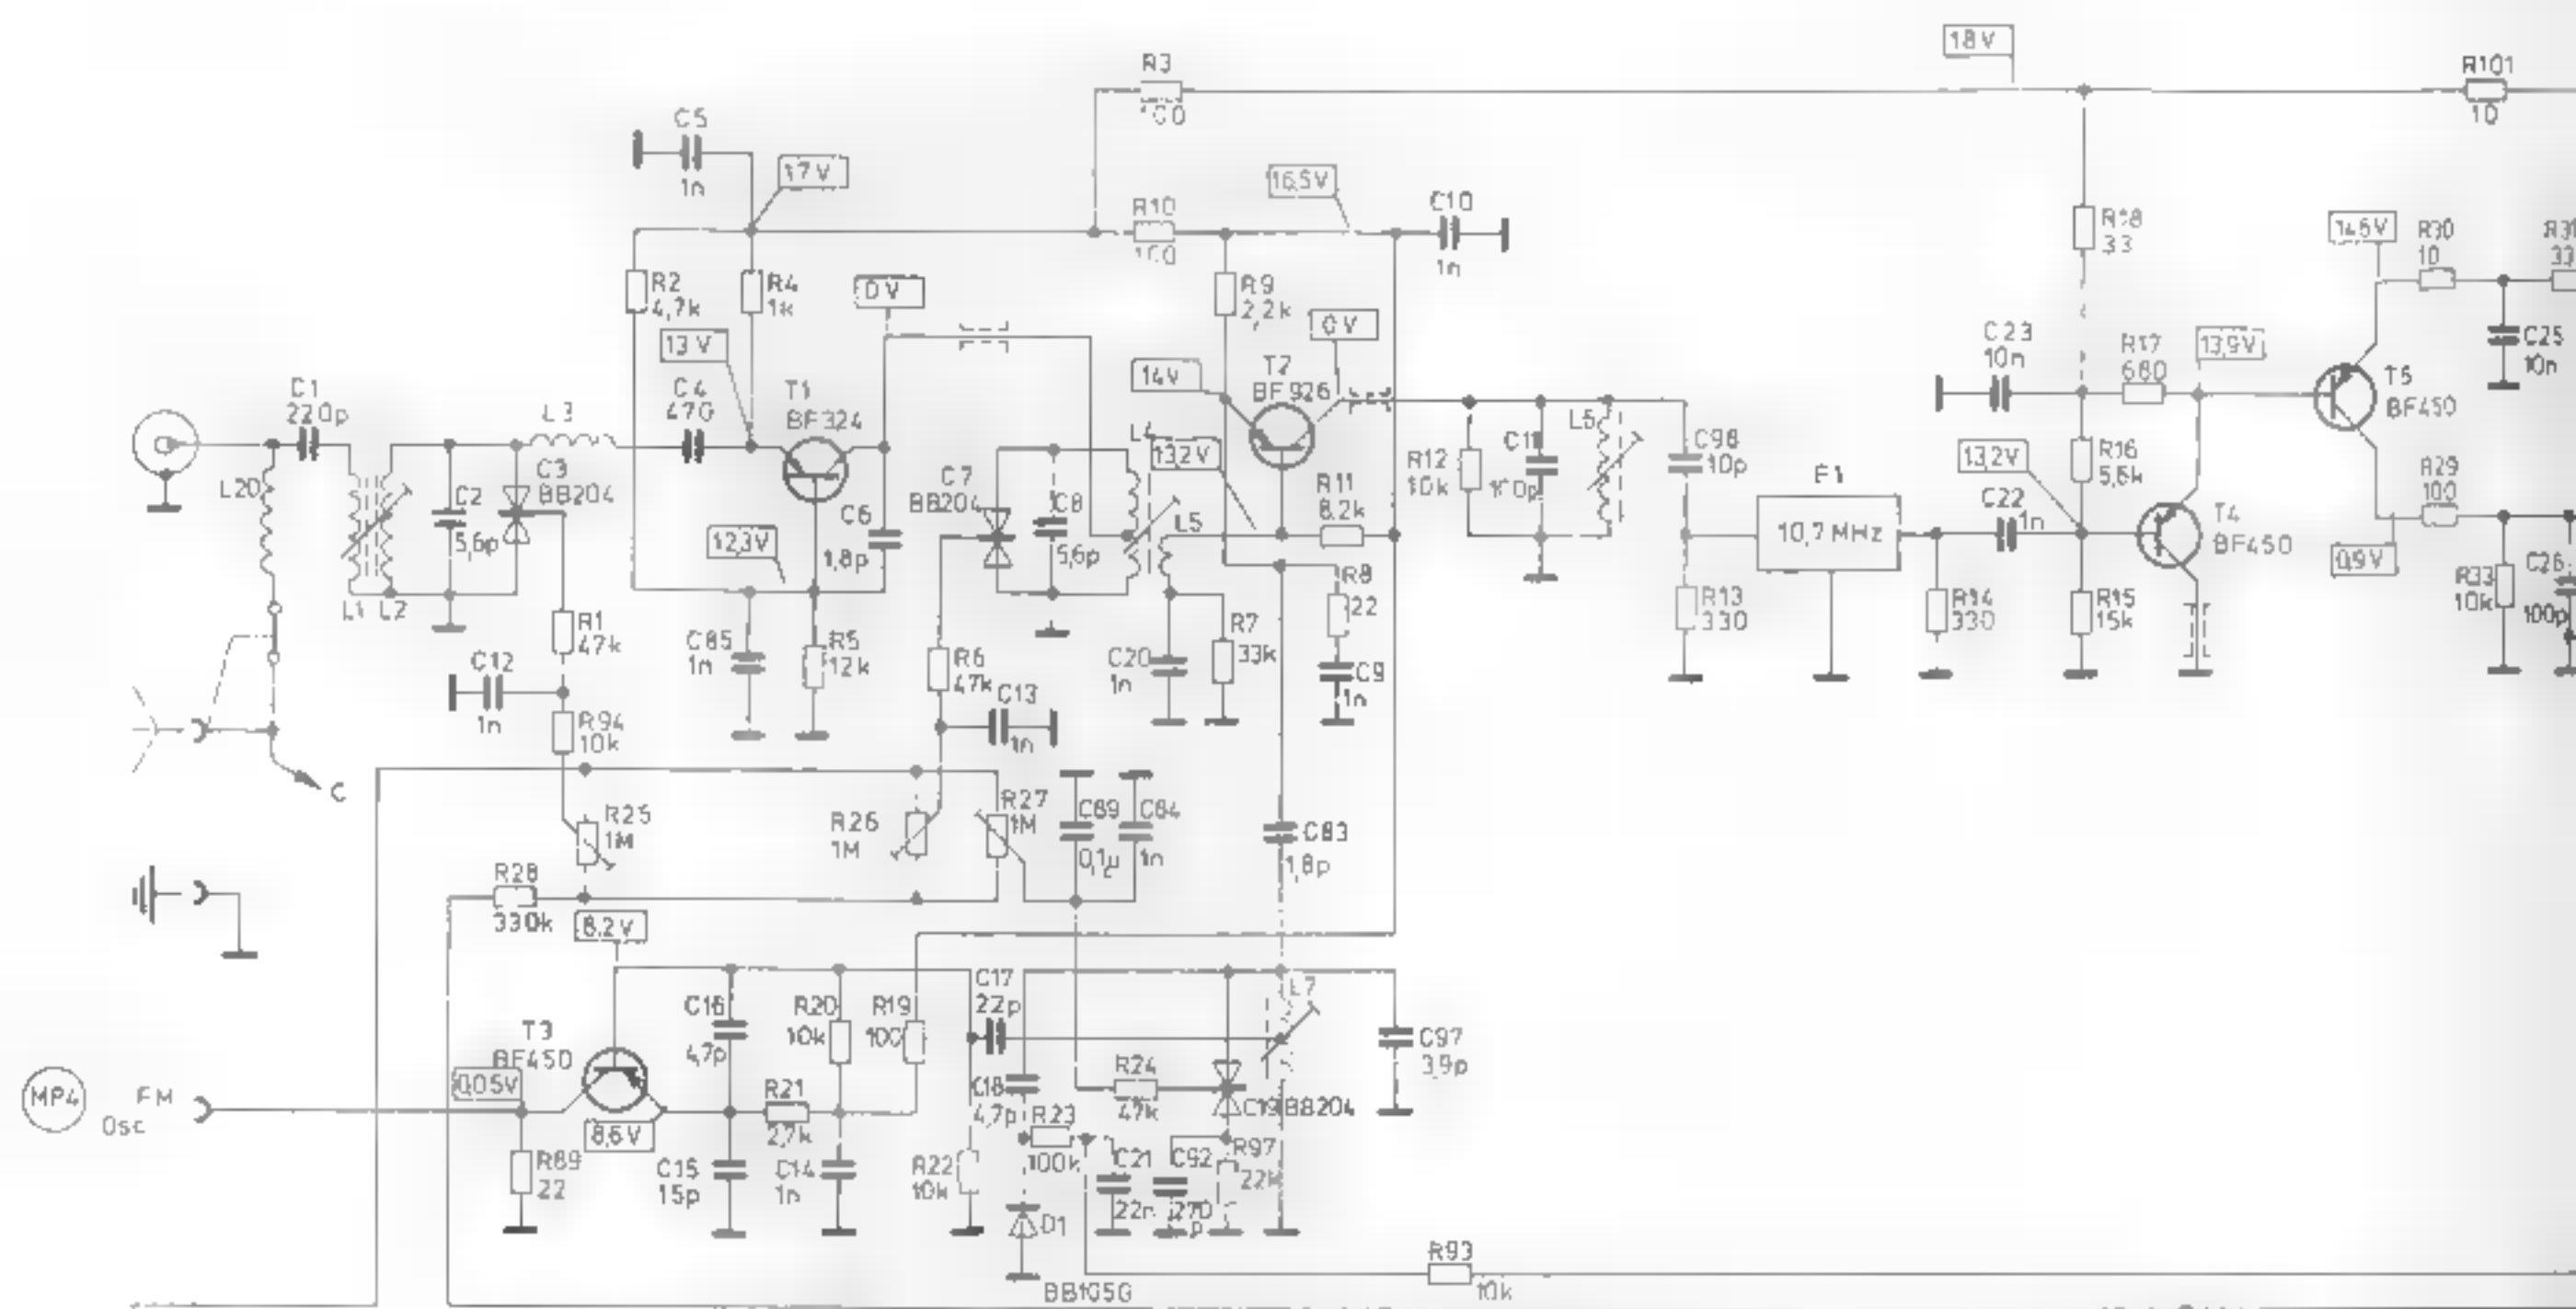 18V
R3
R101
10
C5
1n
17V
R10
16,5V
C10
1n
R18
33
14,5V
R30
10
R2
4,7k
R4
1k
0V
R9
2,2k
0V
C23
10n
R17
680
13,9V
C25
10n
13V
14V
T2
BF926
T5
BF450
C1
220p
L3
C4
470
T1
BF324
L4
L6
C98
10p
L20
C2
5,6p
C3
BB204
C7
BB204
C8
5,6p
13,2V
L5
R11
8.2k
R12
10k
C11
100p
F1
10,7 MHz
13,2V
C22
1n
R16
5,6k
T4
BF450
R29
100
0,9V
12,3V
C6
1,8p
L1 L2
R1
47k
C85
1n
R5
12k
R6
47k
C20
1n
R7
33k
R8
22
C9
1n
R13
330
R14
330
R15
15k
R33
10k
C26
100p
C12
1n
R94
10k
C13
1n
C
R25
1M
R26
1M
R27
1M
C89
0,1µ
C84
1n
C83
1,8p
R28
330k
8,2V
C16
4,7p
R20
10k
R19
100
C17
22p
L7
C97
3,9p
T3
BF450
0,05V
8,6V
R21
2,7k
C18
4,7p
R24
47k
C19 BB204
MP4
FM
Osc
R89
22
C15
15p
C14
1n
R22
10k
R23
100k
C21
22n
C92
270
p
R97
22k
D1
BB105G
R93
10k